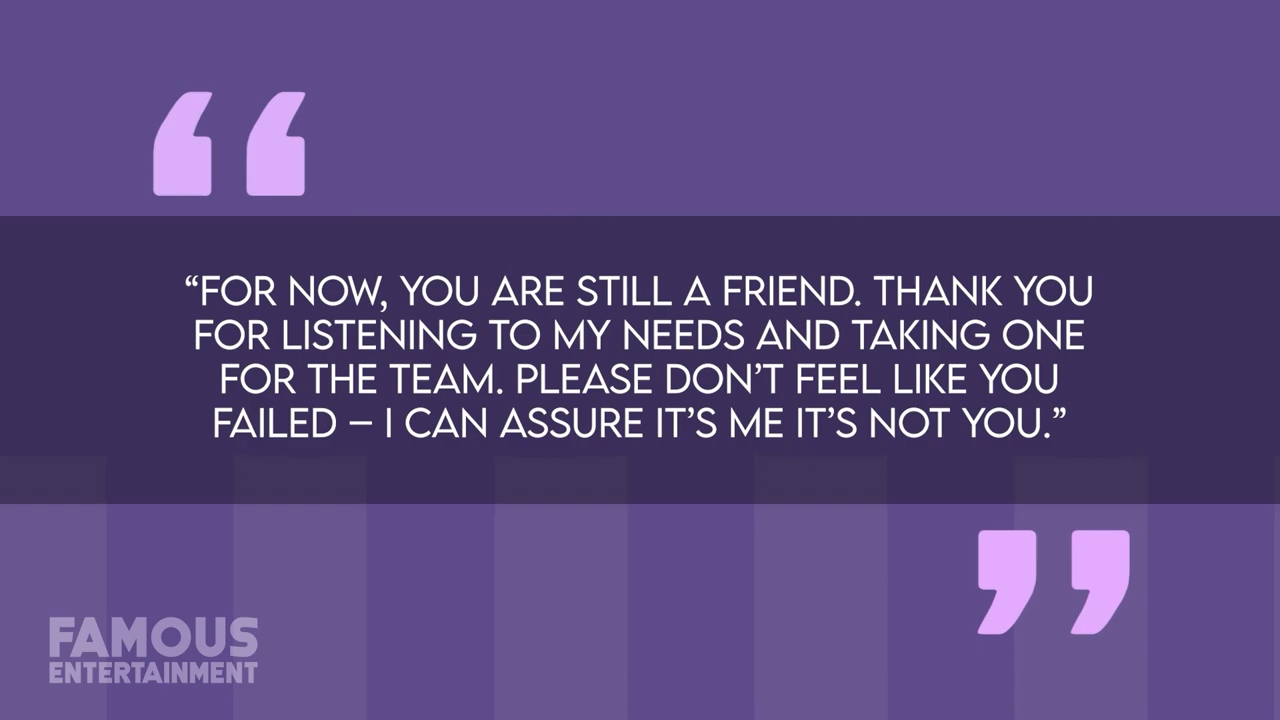 “FOR NOW, YOU ARE STILL A FRIEND. THANK YOU
FOR LISTENING TO MY NEEDS AND TAKING ONE
FOR THE TEAM. PLEASE DON’T FEEL LIKE YOU
FAILED – I CAN ASSURE IT’S ME IT’S NOT YOU.”
FAMOUS
ENTERTAINMENT